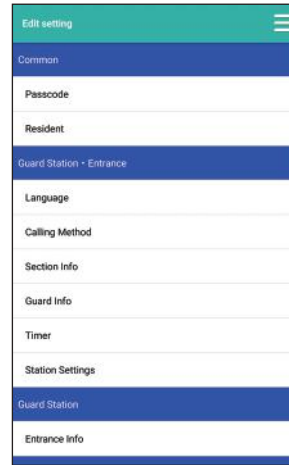 Edit setting
Common
Passcode
Resident
Guard Station・Entrance
Language
Calling Method
Section Info
Guard Info
Timer
Station Settings
Guard Station
Entrance Info